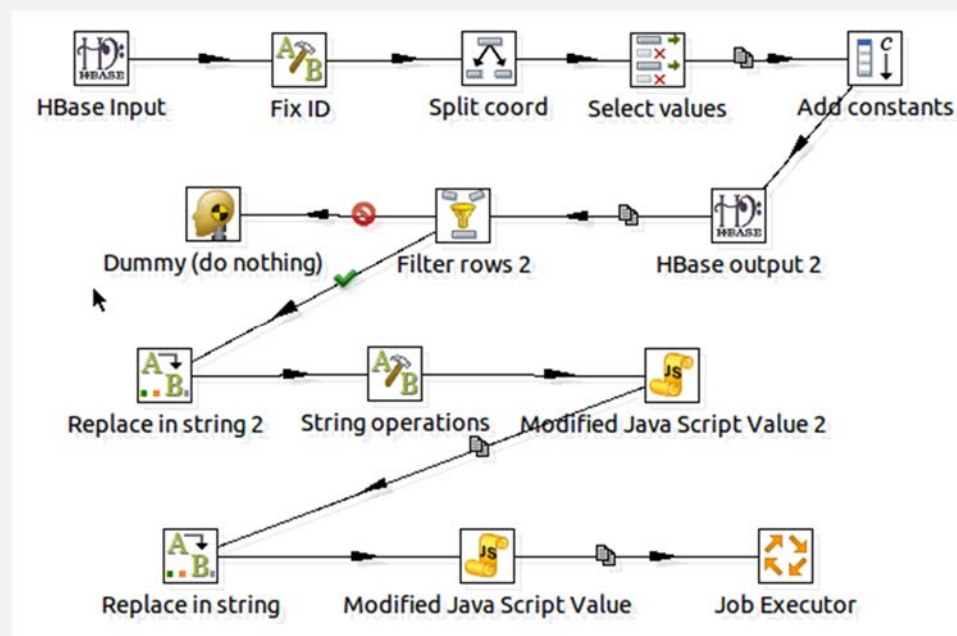 HBASE
HBase Input
A B
Fix ID
Split coord
Select values
C
Add constants
Dummy (do nothing)
Filter rows 2
HBASE
HBase output 2
A B
Replace in string 2
A B
String operations
JS
Modified Java Script Value 2
A B
Replace in string
JS
Modified Java Script Value
Job Executor